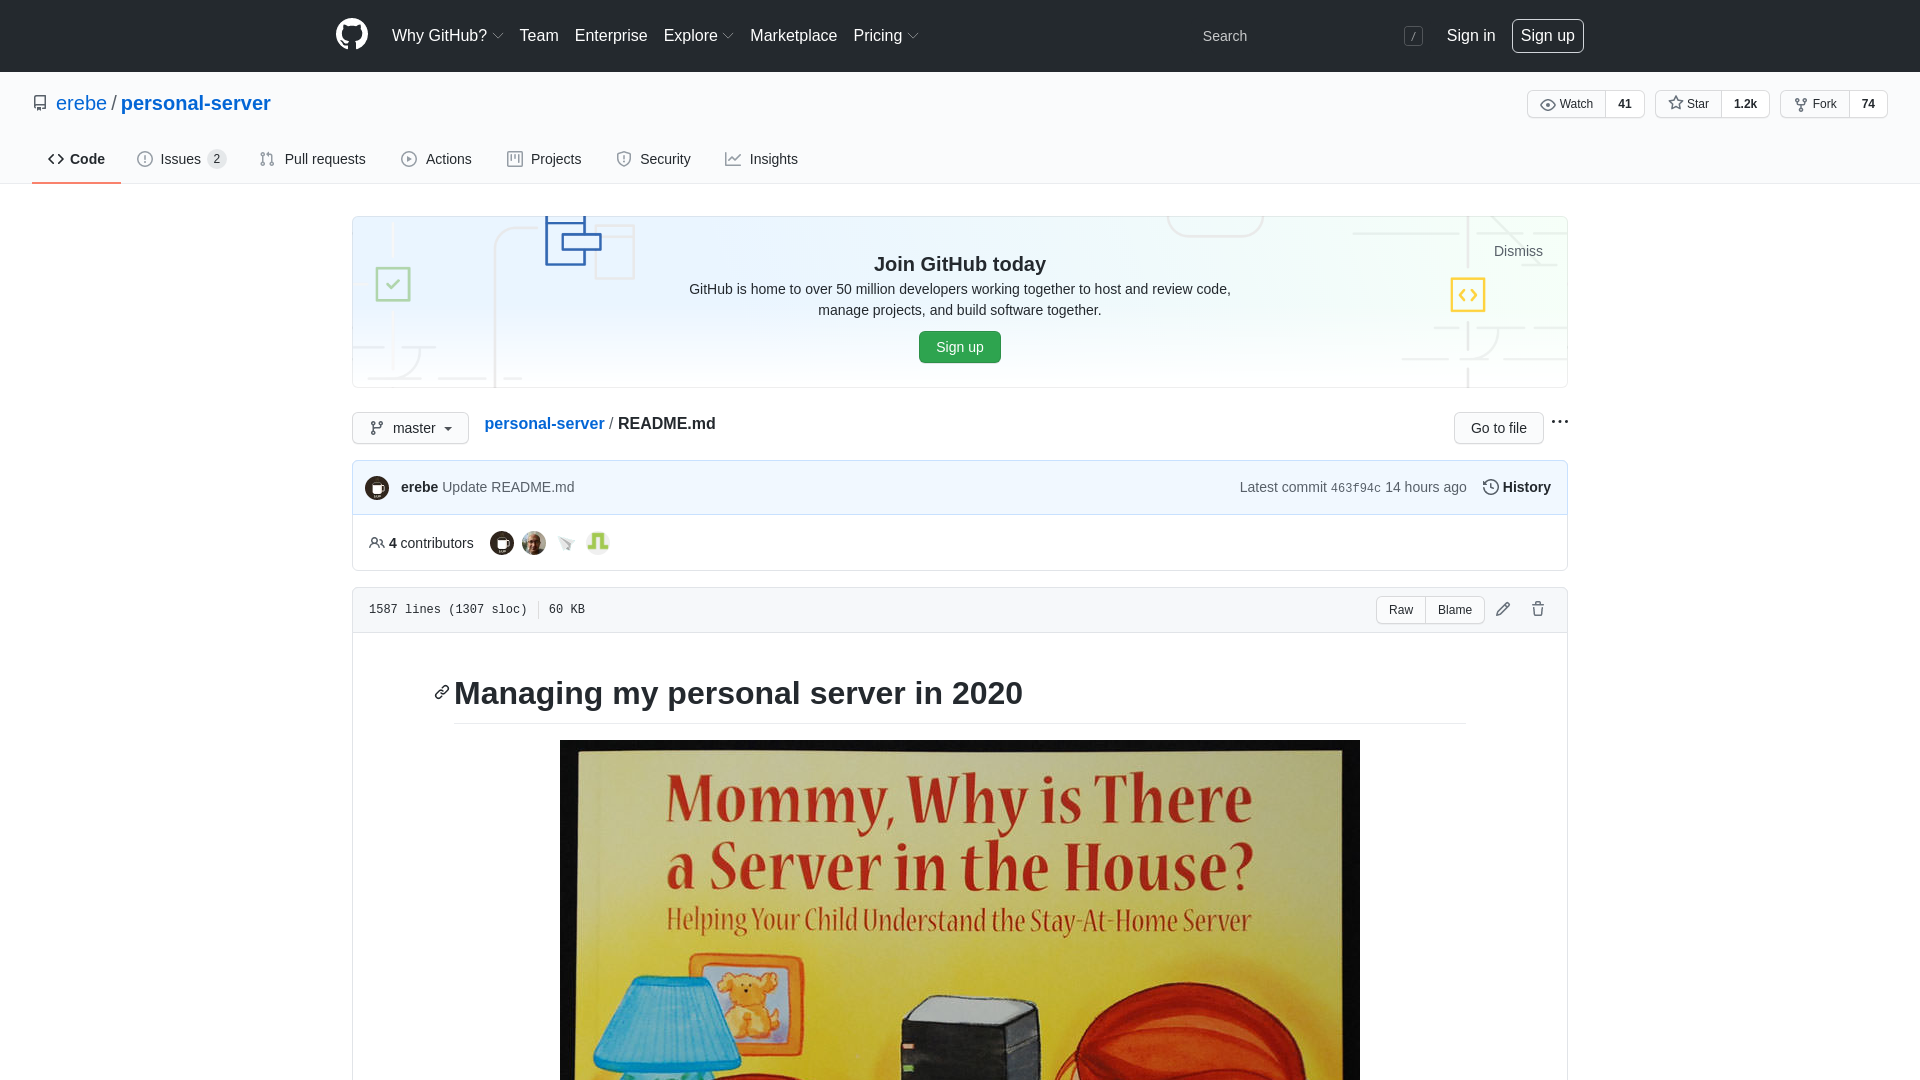 Why GitHub? Team Enterprise Explore Marketplace Pricing Search / Sign in Sign up
erebe / personal-server Watch 41 Star 1.2k Fork 74
Code Issues 2 Pull requests Actions Projects Security Insights
Dismiss
Join GitHub today
GitHub is home to over 50 million developers working together to host and review code,
manage projects, and build software together.
Sign up
master personal-server / README.md Go to file
erebe Update README.md Latest commit 463f94c 14 hours ago History
4 contributors
1587 lines (1307 sloc) 60 KB Raw Blame
Managing my personal server in 2020
Mommy, Why is There
a Server in the House?
Helping Your Child Understand the Stay-At-Home Server